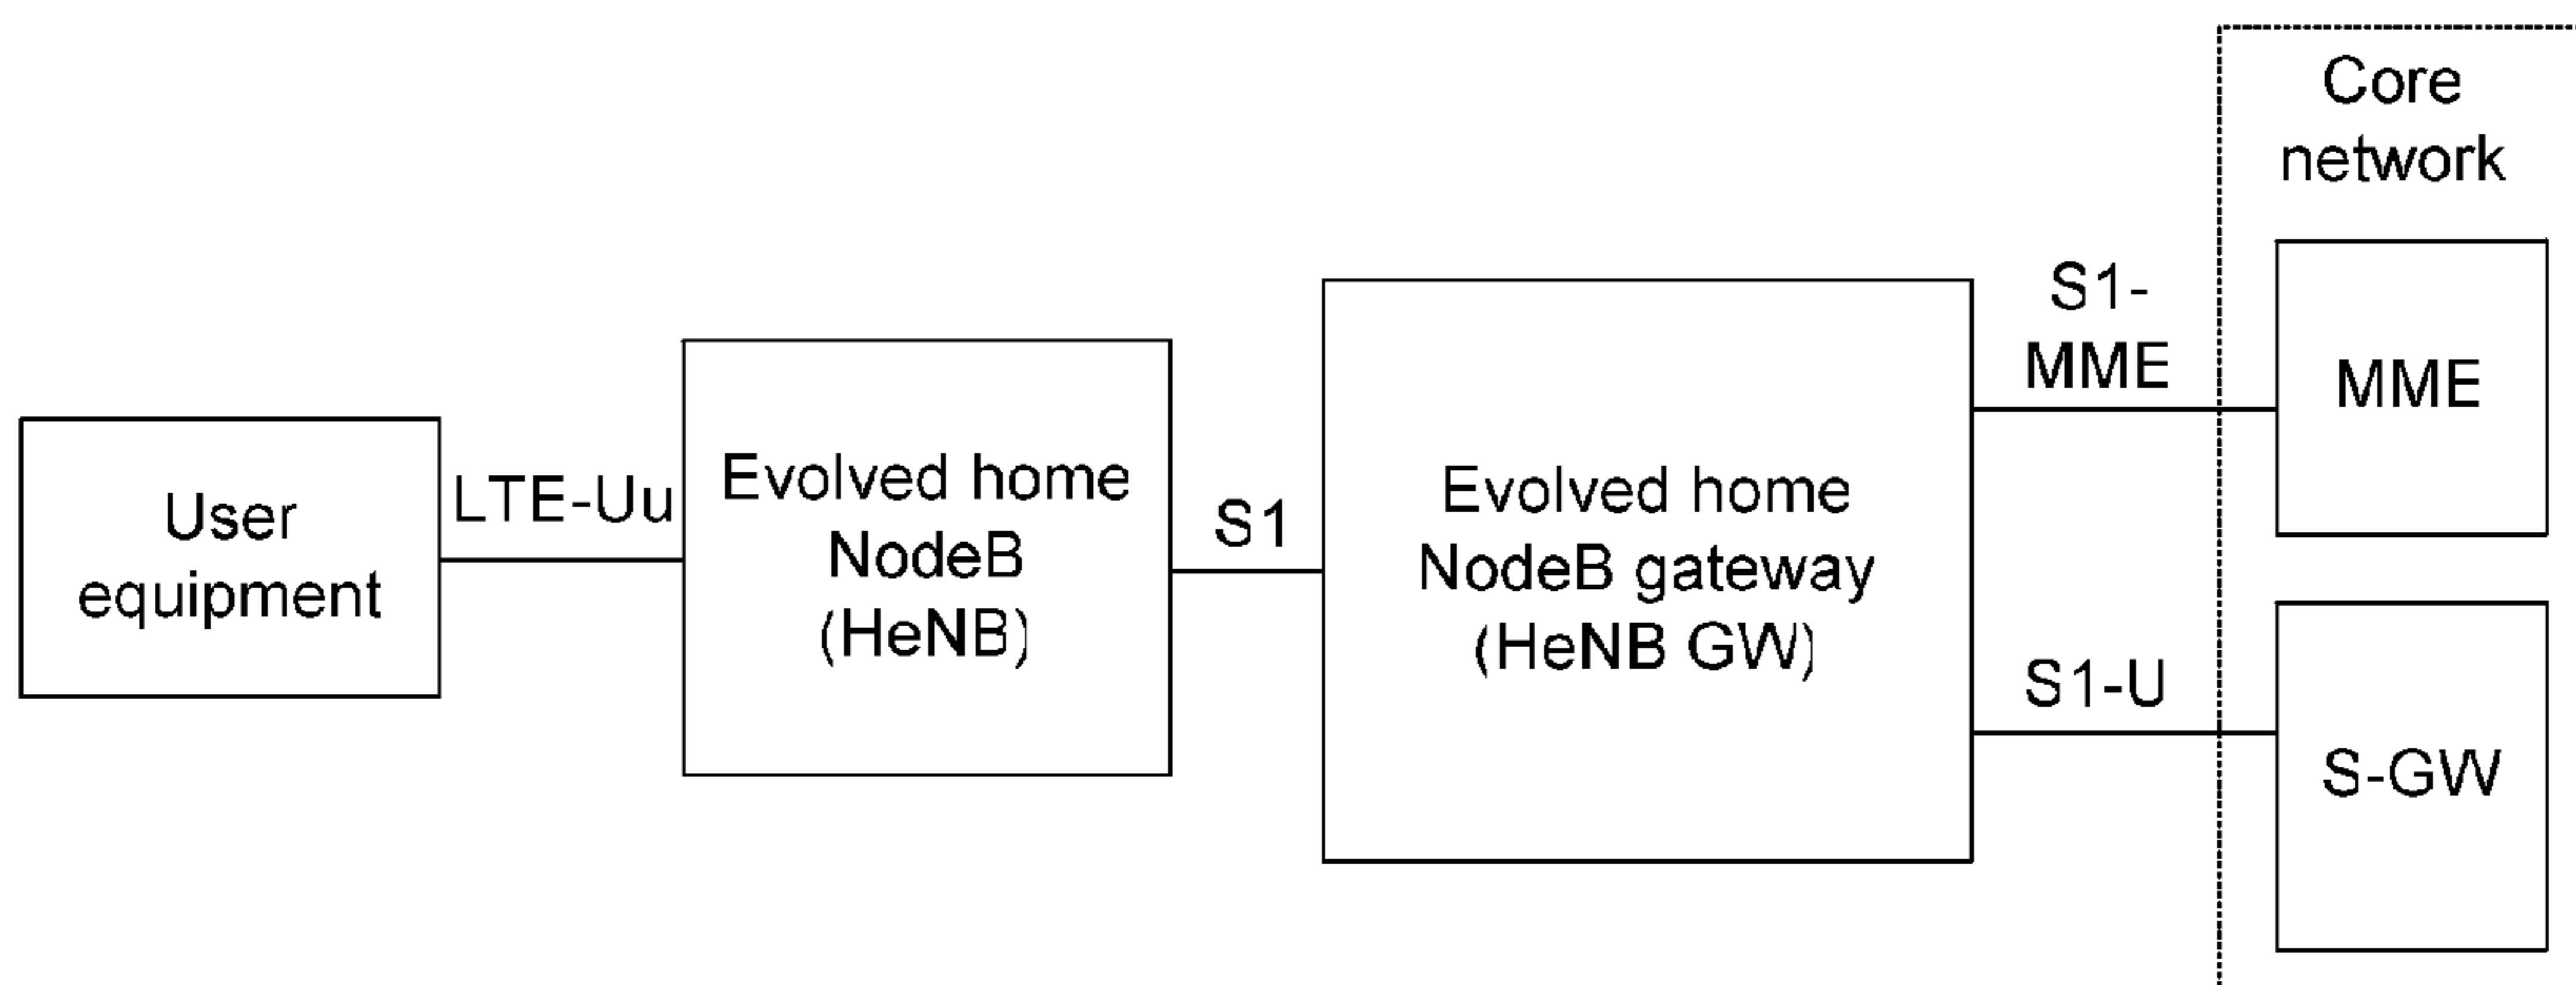 Core
network
S1-
MME
MME
User
equipment
LTE-Uu
Evolved home
NodeB
(HeNB)
S1
Evolved home
NodeB gateway
(HeNB GW)
S1-U
S-GW